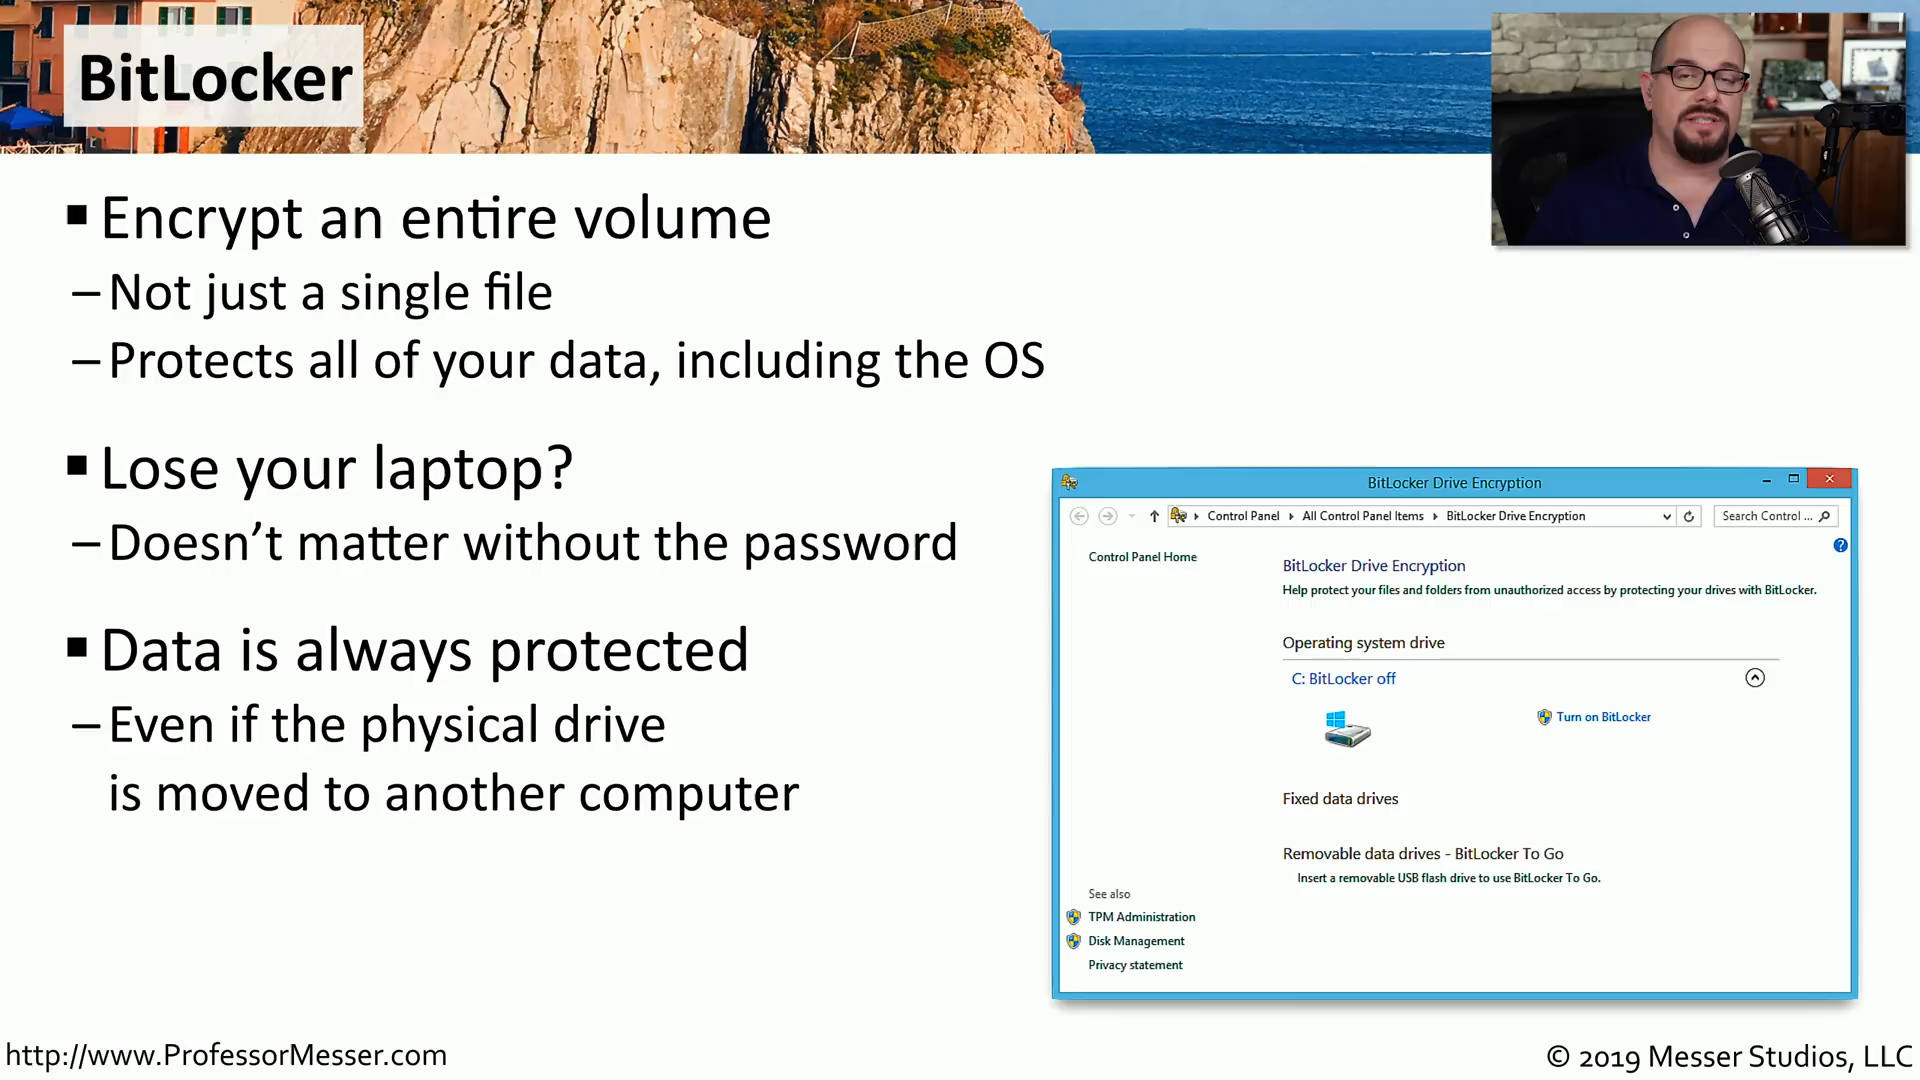 BitLocker
▪ Encrypt an entire volume
– Not just a single file
– Protects all of your data, including the OS
▪ Lose your laptop?
– Doesn’t matter without the password
▪ Data is always protected
– Even if the physical drive
is moved to another computer
BitLocker Drive Encryption
Control Panel ▸ All Control Panel Items ▸ BitLocker Drive Encryption
Search Control ...
Control Panel Home
BitLocker Drive Encryption
Help protect your files and folders from unauthorized access by protecting your drives with BitLocker.
Operating system drive
C: BitLocker off
Turn on BitLocker
Fixed data drives
Removable data drives - BitLocker To Go
Insert a removable USB flash drive to use BitLocker To Go.
See also
TPM Administration
Disk Management
Privacy statement
http://www.ProfessorMesser.com
© 2019 Messer Studios, LLC